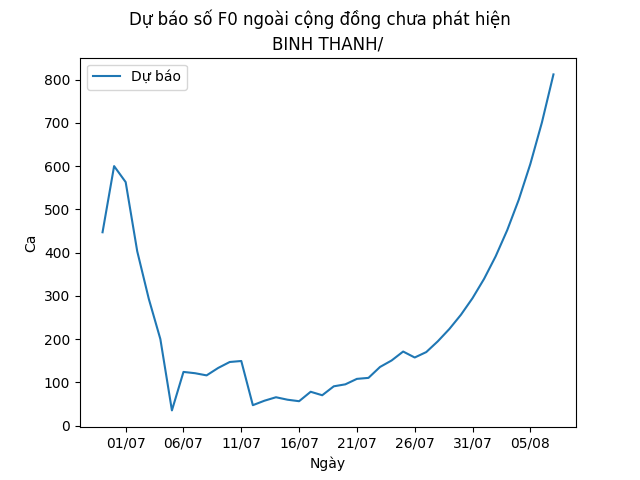 Dự báo số F0 ngoài cộng đồng chưa phát hiện
BINH THANH/
Dự báo
800
700
600
500
400
300
200
100
0
Ca
01/07 06/07 11/07 16/07 21/07 26/07 31/07 05/08
Ngày